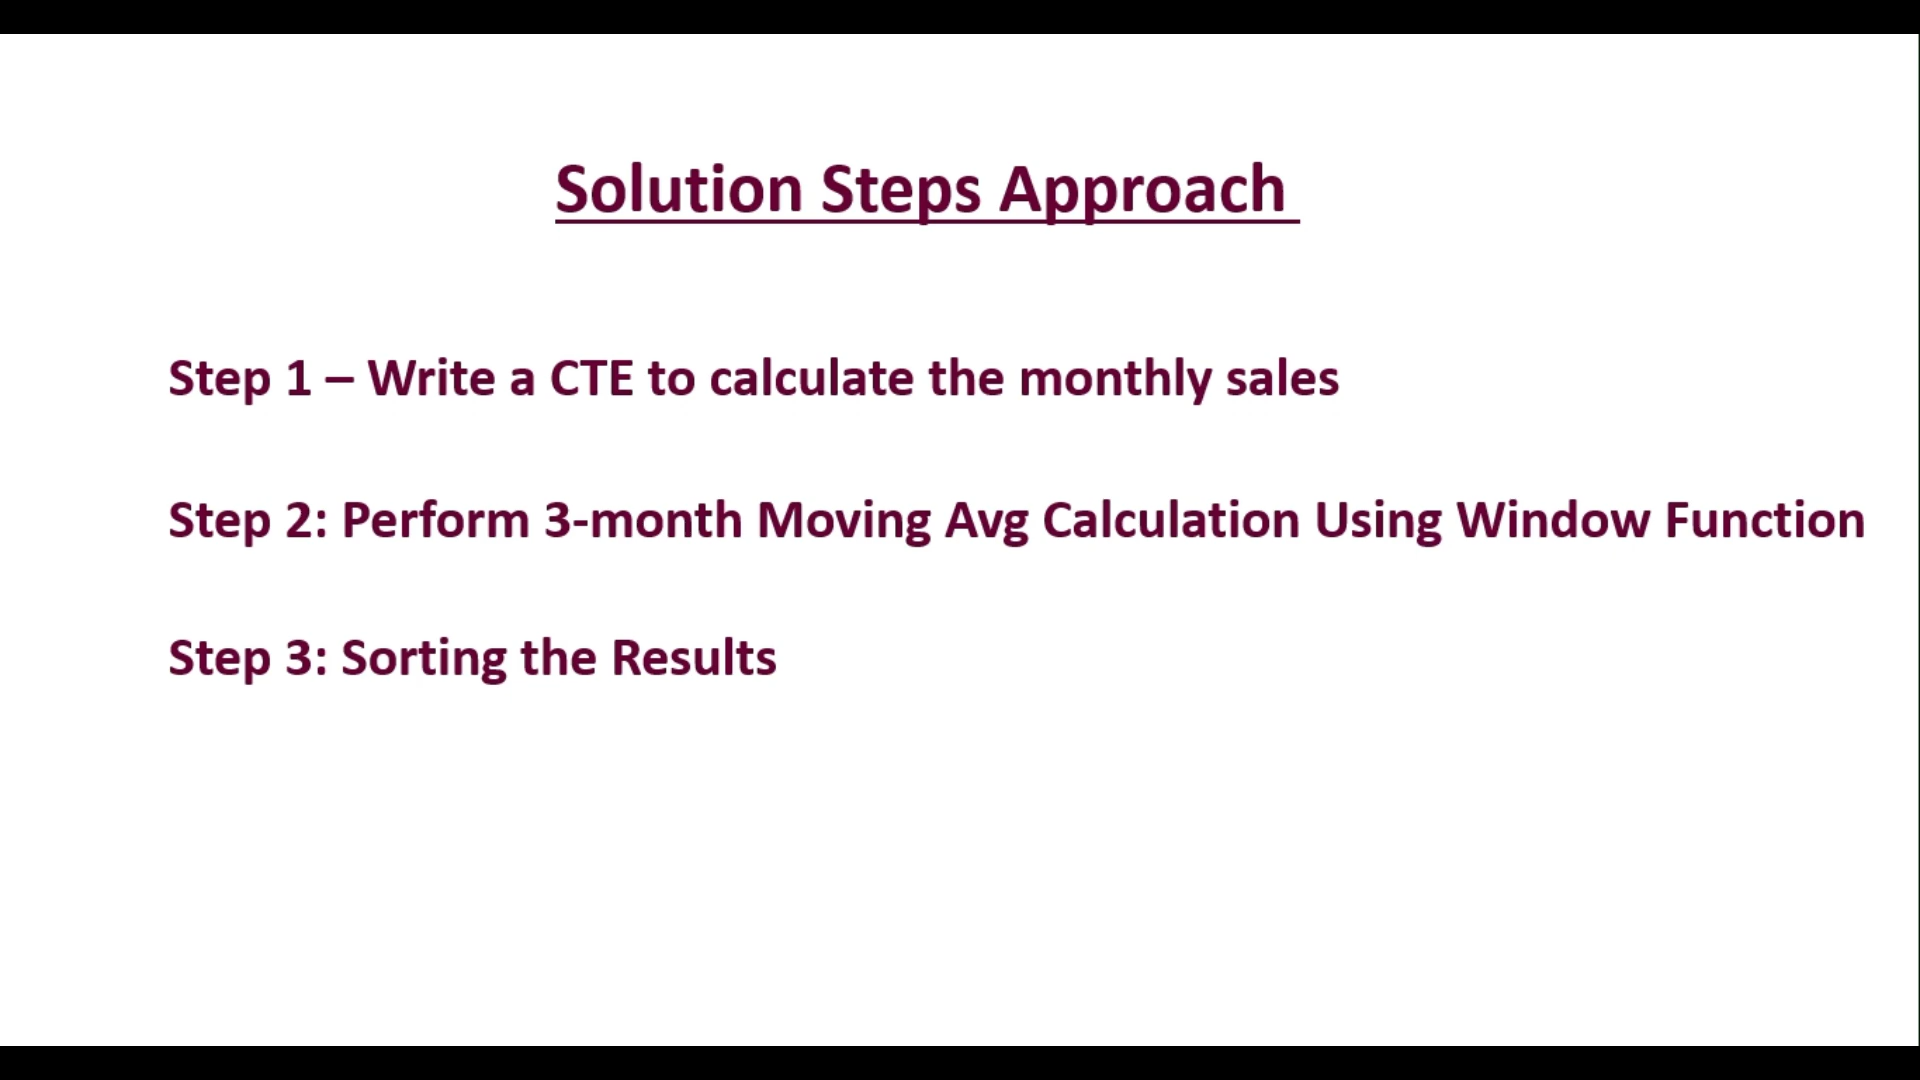 Solution Steps Approach
Step 1 – Write a CTE to calculate the monthly sales
Step 2: Perform 3-month Moving Avg Calculation Using Window Function
Step 3: Sorting the Results